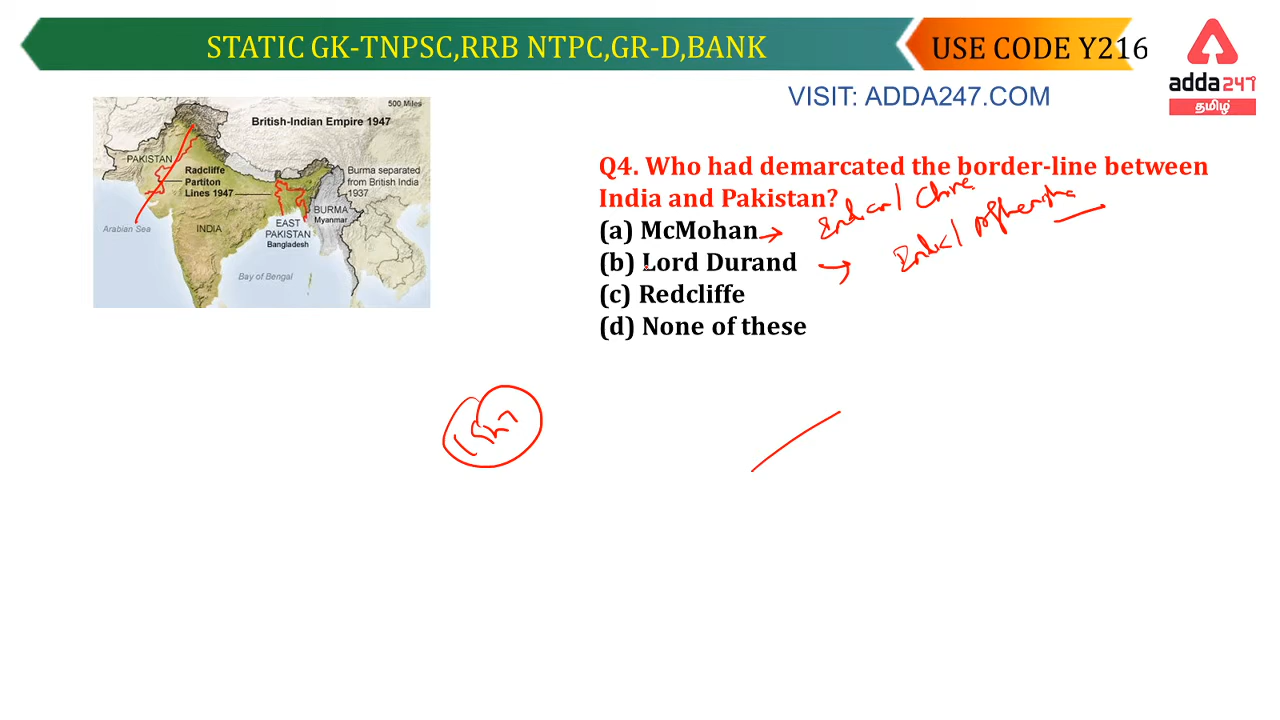 STATIC GK-TNPSC,RRB NTPC,GR-D,BANK
USE CODE Y216
adda247
தமிழ்
VISIT: ADDA247.COM
500 Miles
British-Indian Empire 1947
PAKISTAN
Radcliffe
Partiton
Lines 1947
Burma separated
from British India
1937
BURMA
Myanmar
Arabian Sea
INDIA
EAST
PAKISTAN
Bangladesh
Bay of Bengal
Q4. Who had demarcated the border-line between
India and Pakistan?
(a) McMohan
(b) Lord Durand
(c) Redcliffe
(d) None of these